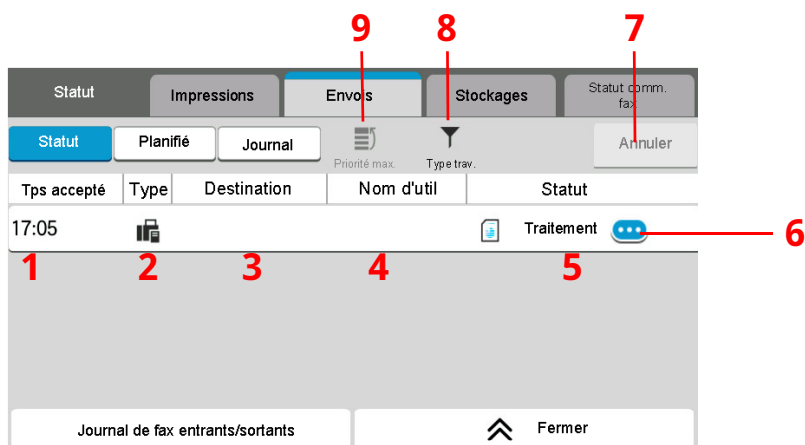 9 8 7
Statut Impressions Envois Stockages Statut comm.
fax
Statut Planifié Journal Priorité max. Type trav. Annuler
Tps accepté Type Destination Nom d'util Statut
17:05 Traitement 6
1 2 3 4 5
Journal de fax entrants/sortants Fermer